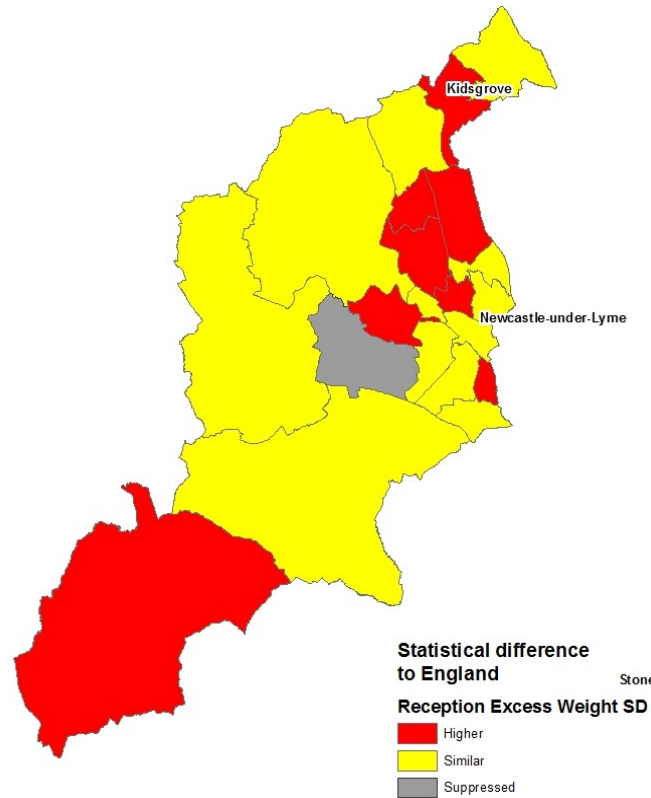 Kidsgrove
Newcastle-under-Lyme
Statistical difference
to England
Stone
Reception Excess Weight SD
Higher
Similar
Suppressed